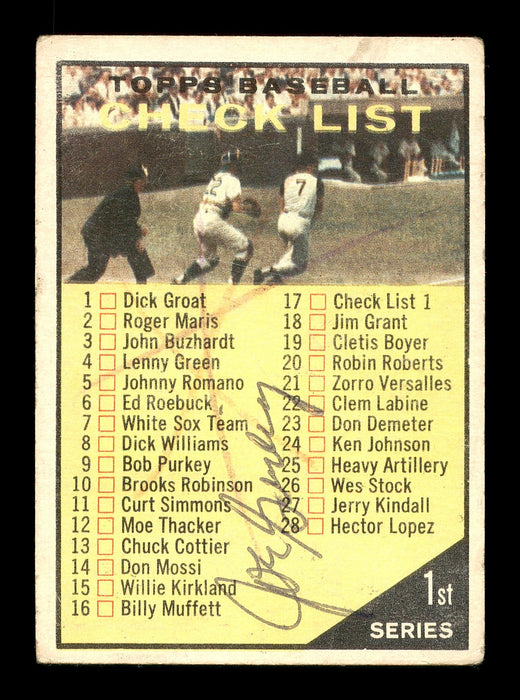 TOPPS BASEBALL
CHECK LIST
2 7
1 Dick Groat
2 Roger Maris
3 John Buzhardt
4 Lenny Green
5 Johnny Romano
6 Ed Roebuck
7 White Sox Team
8 Dick Williams
9 Bob Purkey
10 Brooks Robinson
11 Curt Simmons
12 Moe Thacker
13 Chuck Cottier
14 Don Mossi
15 Willie Kirkland
16 Billy Muffett
17 Check List 1
18 Jim Grant
19 Cletis Boyer
20 Robin Roberts
21 Zorro Versalles
22 Clem Labine
23 Don Demeter
24 Ken Johnson
25 Heavy Artillery
26 Wes Stock
27 Jerry Kindall
28 Hector Lopez
Joe
1st
SERIES